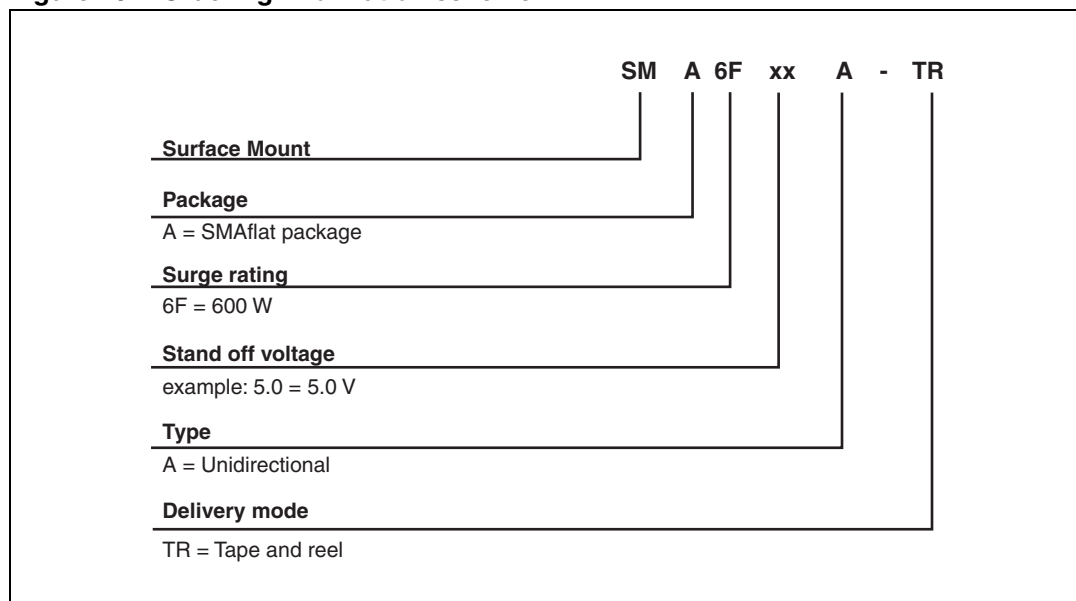 SM A 6F xx A - TR
Surface Mount
Package
A = SMAflat package
Surge rating
6F = 600 W
Stand off voltage
example: 5.0 = 5.0 V
Type
A = Unidirectional
Delivery mode
TR = Tape and reel